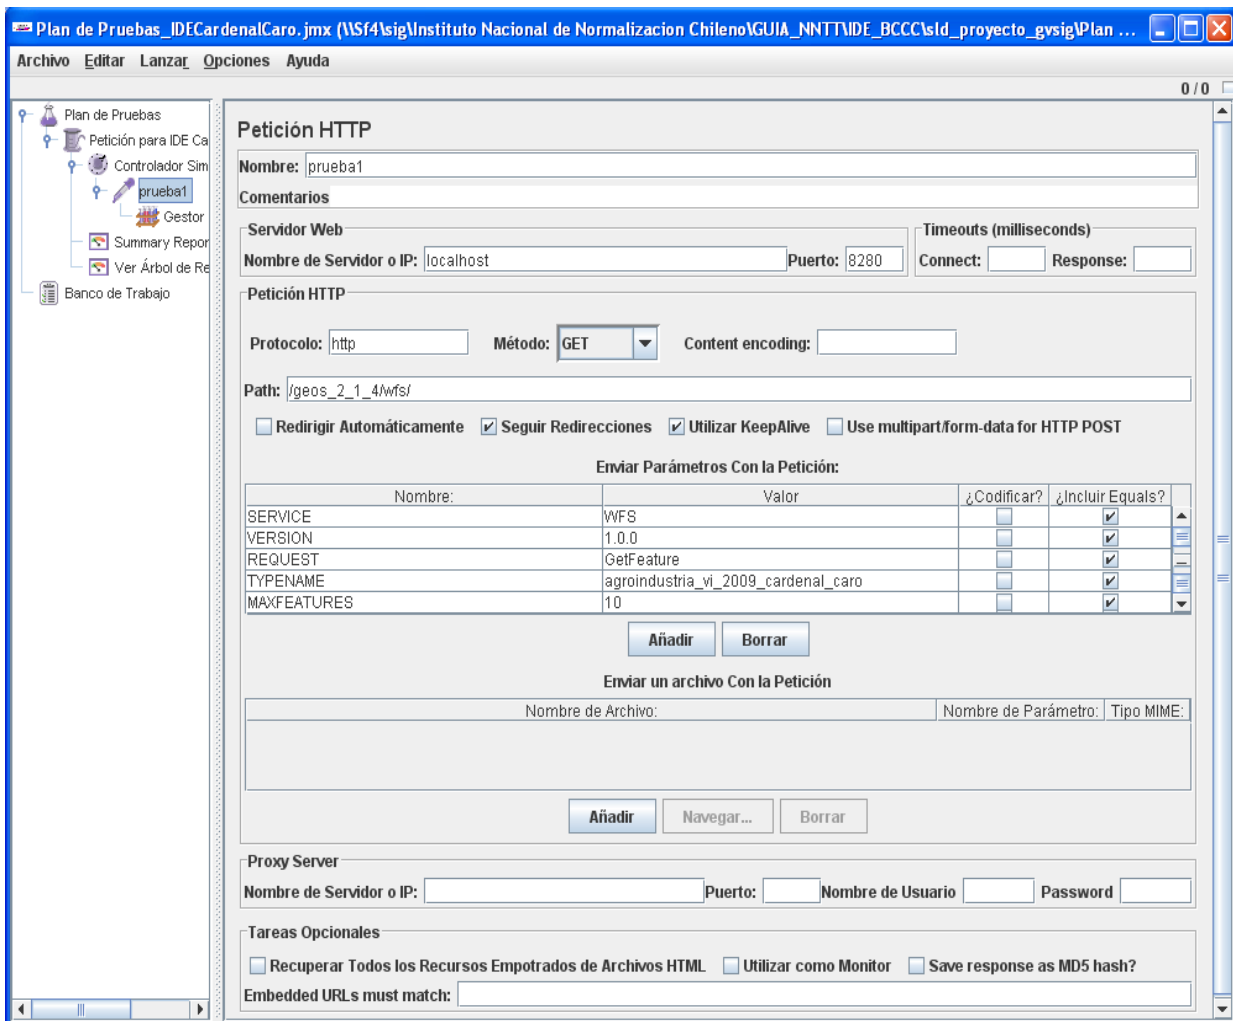 Plan de Pruebas_IDECardenalCaro.jmx (\\Sf4\sig\Instituto Nacional de Normalizacion Chileno\GUIA_NNTT\IDE_BCCC\sld_proyecto_gvsig\Plan ...
Archivo Editar Lanzar Opciones Ayuda
0 / 0
Plan de Pruebas
Petición para IDE Ca
Controlador Sim
prueba1
Gestor
Summary Repor
Ver Árbol de Re
Banco de Trabajo
Petición HTTP
Nombre: prueba1
Comentarios
Servidor Web
Nombre de Servidor o IP: localhost Puerto: 8280
Timeouts (milliseconds)
Connect: Response:
Petición HTTP
Protocolo: http Método: GET Content encoding:
Path: /geos_2_1_4/wfs/
Redirigir Automáticamente Seguir Redirecciones Utilizar KeepAlive Use multipart/form-data for HTTP POST
Enviar Parámetros Con la Petición:
Nombre: Valor ¿Codificar? ¿Incluir Equals?
SERVICE WFS
VERSION 1.0.0
REQUEST GetFeature
TYPENAME agroindustria_vi_2009_cardenal_caro
MAXFEATURES 10
Añadir Borrar
Enviar un archivo Con la Petición
Nombre de Archivo: Nombre de Parámetro: Tipo MIME:
Añadir Navegar... Borrar
Proxy Server
Nombre de Servidor o IP: Puerto: Nombre de Usuario Password
Tareas Opcionales
Recuperar Todos los Recursos Empotrados de Archivos HTML Utilizar como Monitor Save response as MD5 hash?
Embedded URLs must match: